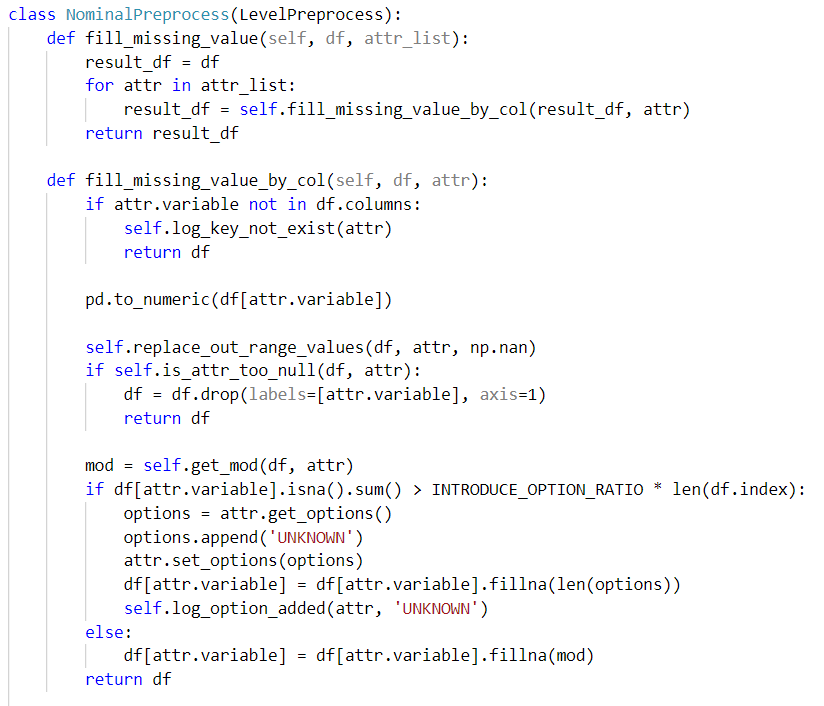 class NominalPreprocess(LevelPreprocess):
    def fill_missing_value(self, df, attr_list):
        result_df = df
        for attr in attr_list:
            result_df = self.fill_missing_value_by_col(result_df, attr)
        return result_df

    def fill_missing_value_by_col(self, df, attr):
        if attr.variable not in df.columns:
            self.log_key_not_exist(attr)
            return df

        pd.to_numeric(df[attr.variable])

        self.replace_out_range_values(df, attr, np.nan)
        if self.is_attr_too_null(df, attr):
            df = df.drop(labels=[attr.variable], axis=1)
            return df

        mod = self.get_mod(df, attr)
        if df[attr.variable].isna().sum() > INTRODUCE_OPTION_RATIO * len(df.index):
            options = attr.get_options()
            options.append('UNKNOWN')
            attr.set_options(options)
            df[attr.variable] = df[attr.variable].fillna(len(options))
            self.log_option_added(attr, 'UNKNOWN')
        else:
            df[attr.variable] = df[attr.variable].fillna(mod)
        return df